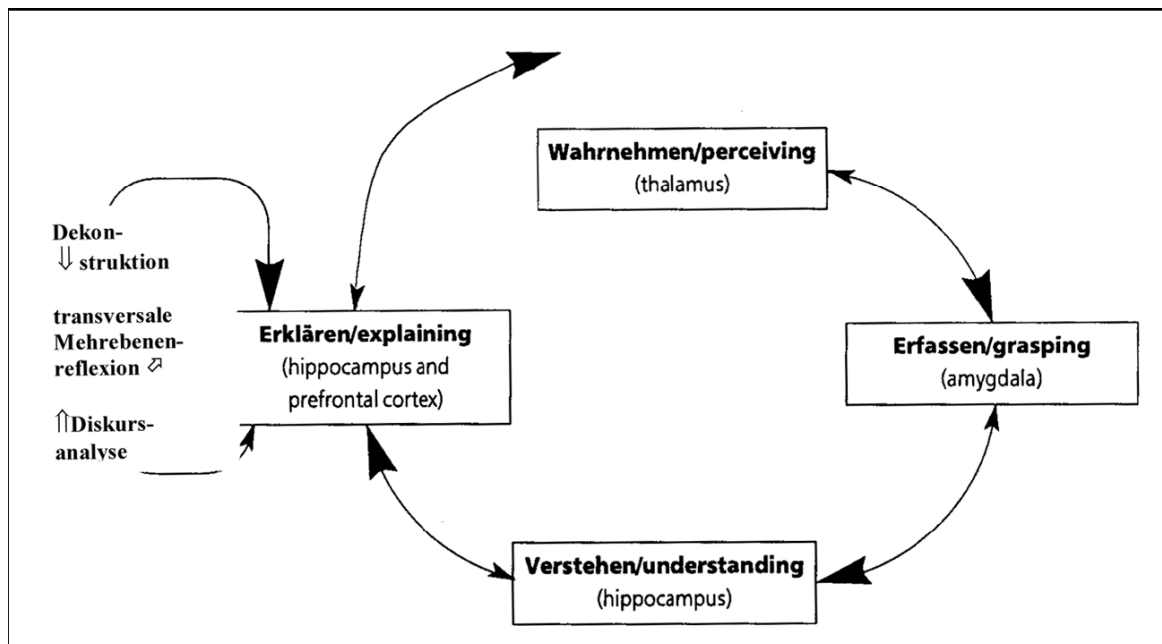 Wahrnehmen/perceiving
(thalamus)
Dekon-
⇓ struktion
transversale
Mehrebenen-
reflexion ⬀
⇑Diskurs-
analyse
Erklären/explaining
(hippocampus and
prefrontal cortex)
Erfassen/grasping
(amygdala)
Verstehen/understanding
(hippocampus)